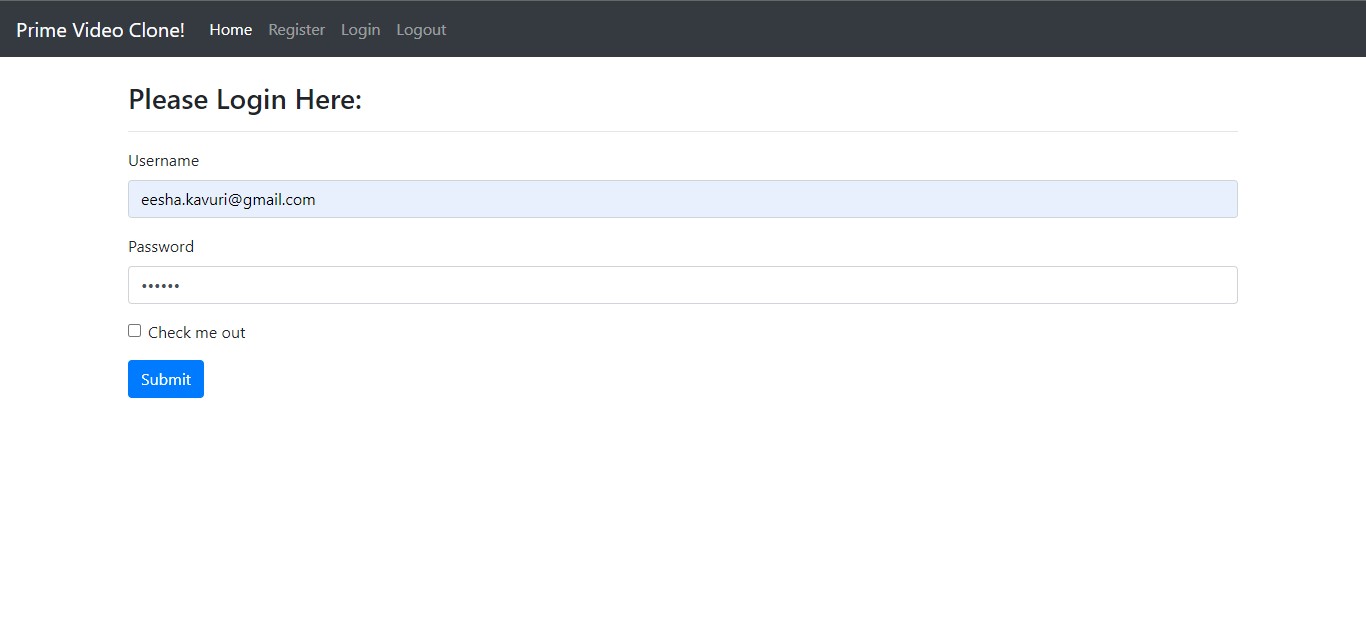 Prime Video Clone! Home Register Login Logout
Please Login Here:
Username
eesha.kavuri@gmail.com
Password
••••••
Check me out
Submit